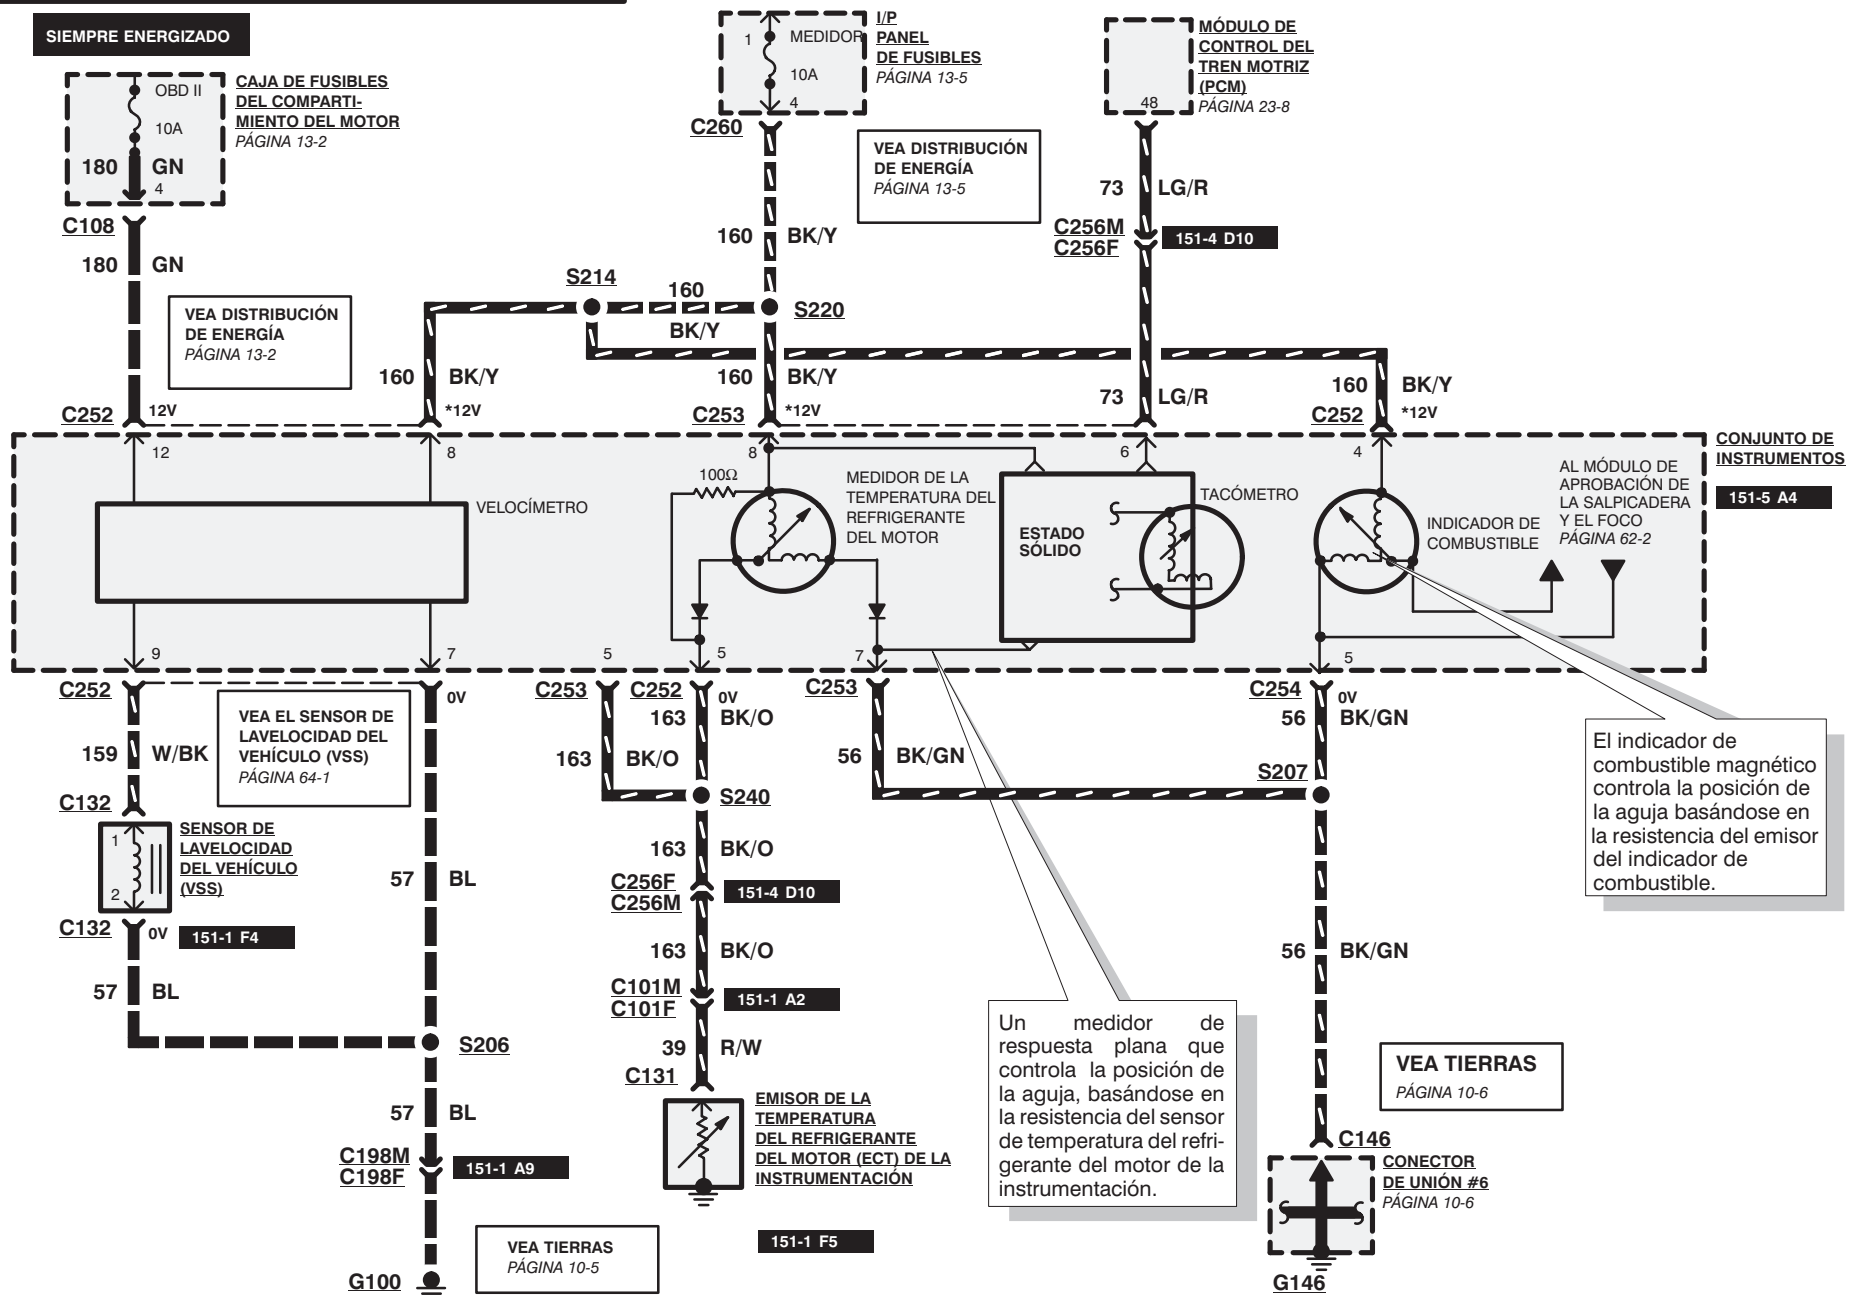 SIEMPRE ENERGIZADO
OBD II
10A
180 GN
4
CAJA DE FUSIBLES
DEL COMPARTI-
MIENTO DEL MOTOR
PÁGINA 13-2
C108
180 GN
VEA DISTRIBUCIÓN
DE ENERGÍA
PÁGINA 13-2
1 MEDIDOR
10A
4
I/P
PANEL
DE FUSIBLES
PÁGINA 13-5
C260
VEA DISTRIBUCIÓN
DE ENERGÍA
PÁGINA 13-5
160 BK/Y
MÓDULO DE
CONTROL DEL
TREN MOTRIZ
(PCM)
PÁGINA 23-8
48
73 LG/R
C256M
C256F
151-4 D10
S214
160
BK/Y
S220
160 BK/Y
160 BK/Y
73 LG/R
160 BK/Y
C252 12V
*12V
C253 *12V
C252 *12V
12
8
8
6
4
CONJUNTO DE
INSTRUMENTOS
151-5 A4
VELOCÍMETRO
100Ω
MEDIDOR DE LA
TEMPERATURA DEL
REFRIGERANTE
DEL MOTOR
ESTADO
SÓLIDO
TACÓMETRO
INDICADOR DE
COMBUSTIBLE
AL MÓDULO DE
APROBACIÓN DE
LA SALPICADERA
Y EL FOCO
PÁGINA 62-2
9
7
5
5
7
5
C252
0V
C253
C252
0V
C253
C254
0V
VEA EL SENSOR DE
LAVELOCIDAD DEL
VEHÍCULO (VSS)
PÁGINA 64-1
159 W/BK
C132
1
2
SENSOR DE
LAVELOCIDAD
DEL VEHÍCULO
(VSS)
C132 0V
151-1 F4
57 BL
57 BL
S206
57 BL
C198M
C198F
151-1 A9
G100
VEA TIERRAS
PÁGINA 10-5
163 BK/O
163 BK/O
S240
163 BK/O
C256F
C256M
151-4 D10
163 BK/O
C101M
C101F
151-1 A2
39 R/W
C131
EMISOR DE LA
TEMPERATURA
DEL REFRIGERANTE
DEL MOTOR (ECT) DE LA
INSTRUMENTACIÓN
151-1 F5
56 BK/GN
56 BK/GN
S207
56 BK/GN
El indicador de
combustible magnético
controla la posición de
la aguja basándose en
la resistencia del emisor
del indicador de
combustible.
Un medidor de
respuesta plana que
controla la posición de
la aguja, basándose en
la resistencia del sensor
de temperatura del refri-
gerante del motor de la
instrumentación.
VEA TIERRAS
PÁGINA 10-6
C146
CONECTOR
DE UNIÓN #6
PÁGINA 10-6
G146